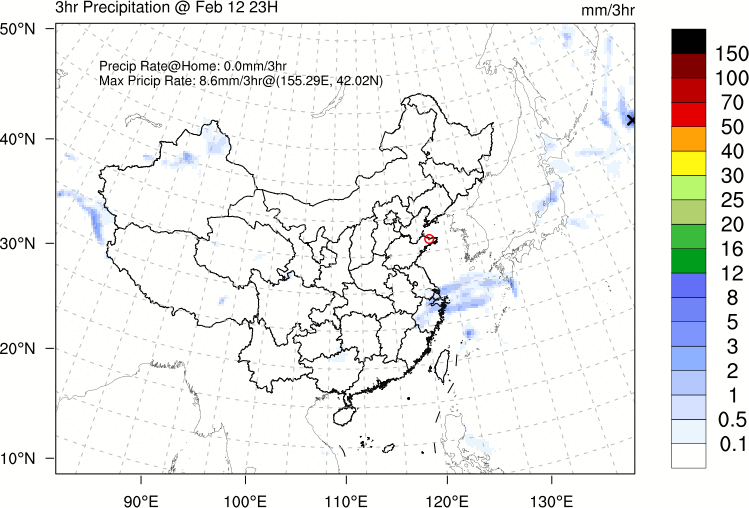 3hr Precipitation @ Feb 12 23H
mm/3hr
Precip Rate@Home: 0.0mm/3hr
Max Pricip Rate: 8.6mm/3hr@(155.29E, 42.02N)
50°N
40°N
30°N
20°N
10°N
90°E
100°E
110°E
120°E
130°E
150
100
70
50
40
30
25
20
16
12
8
5
3
2
1
0.5
0.1